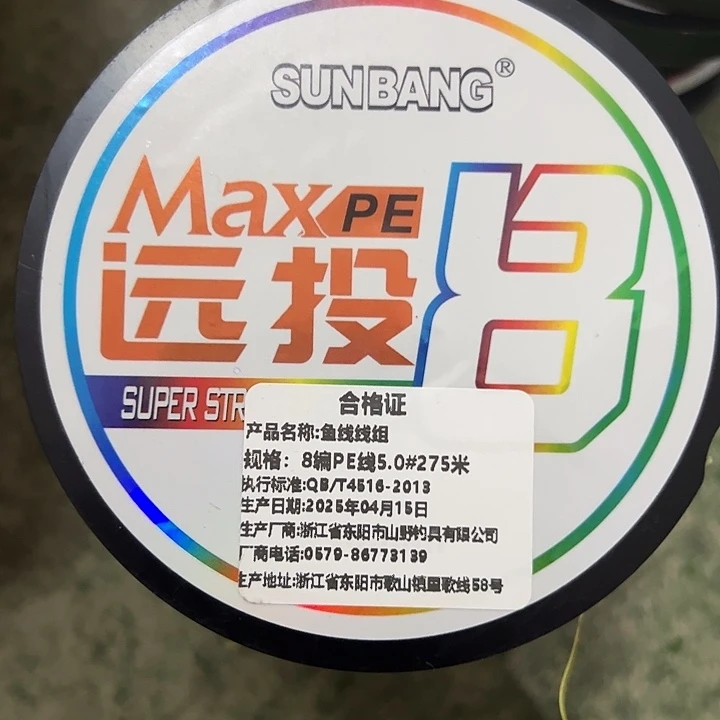 SUNBANG®
MAX PE
远投
8
SUPER STR
合格证
产品名称:鱼线线组
规格: 8编PE线5.0#275米
执行标准:QB/T4516-2013
生产日期:2025年04月15日
生产厂商:浙江省东阳市山野钓具有限公司
厂商电话:0579-86773139
生产地址:浙江省东阳市歌山镇 歌线58号